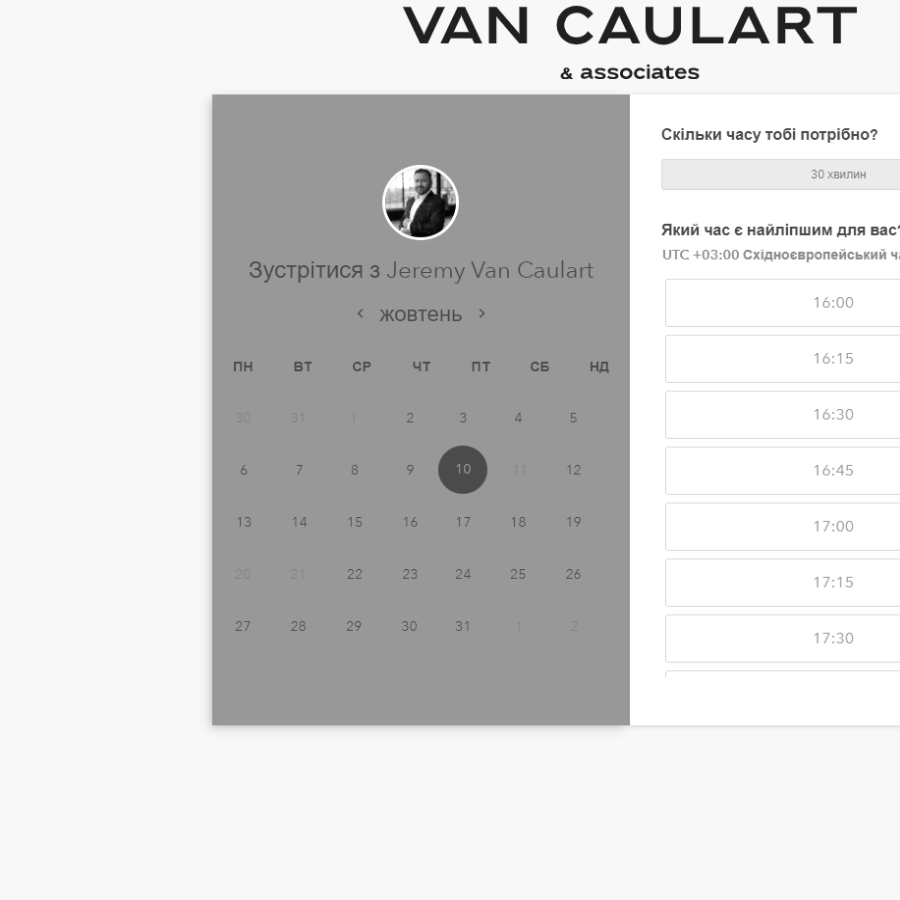 VAN CAULART
& associates
Зустрітися з Jeremy Van Caulart
жовтень
ПН ВТ СР ЧТ ПТ СБ НД
30 31 1 2 3 4 5
6 7 8 9 10 11 12
13 14 15 16 17 18 19
20 21 22 23 24 25 26
27 28 29 30 31 1 2
Скільки часу тобі потрібно?
30 хвилин
Який час є найліпшим для вас?
UTC +03:00 Східноєвропейський
16:00
16:15
16:30
16:45
17:00
17:15
17:30